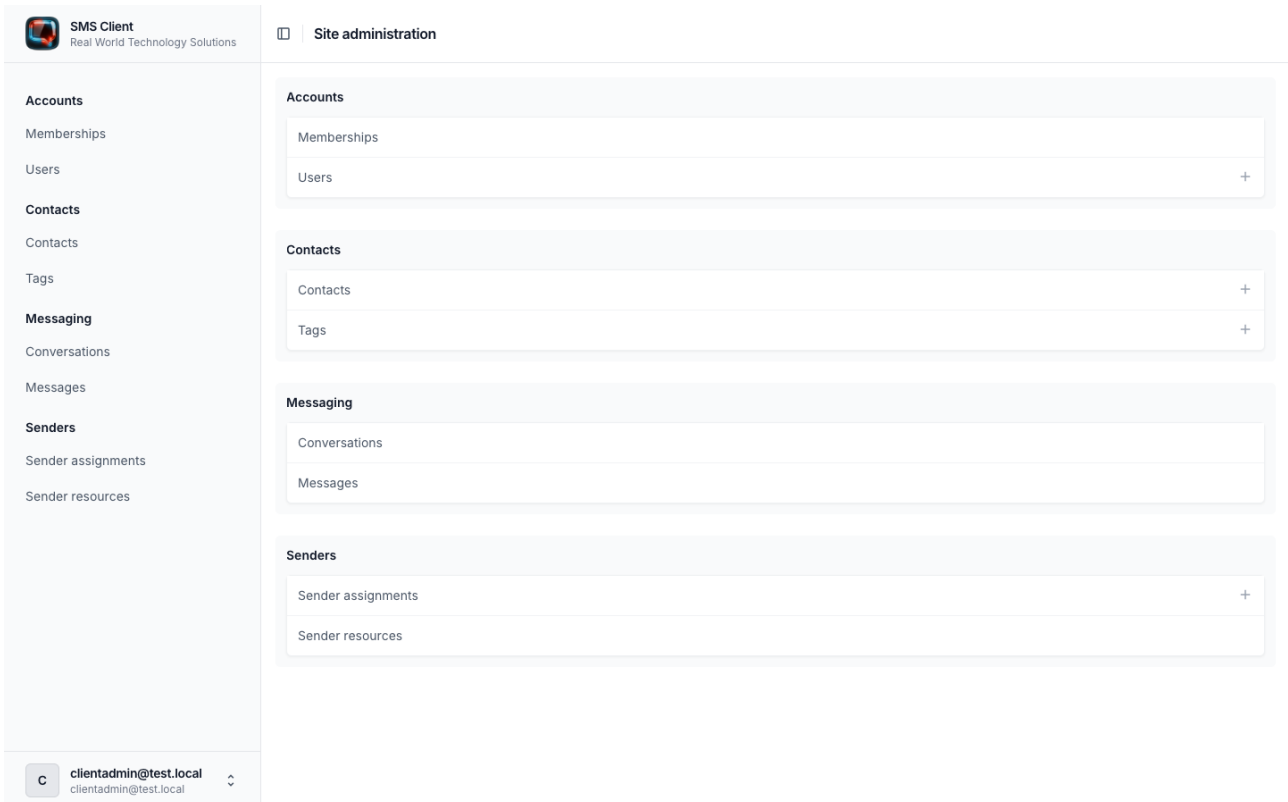 SMS Client
Real World Technology Solutions
Accounts
Memberships
Users
Contacts
Contacts
Tags
Messaging
Conversations
Messages
Senders
Sender assignments
Sender resources
C
clientadmin@test.local
clientadmin@test.local
Site administration
Accounts
Memberships
Users
Contacts
Contacts
Tags
Messaging
Conversations
Messages
Senders
Sender assignments
Sender resources